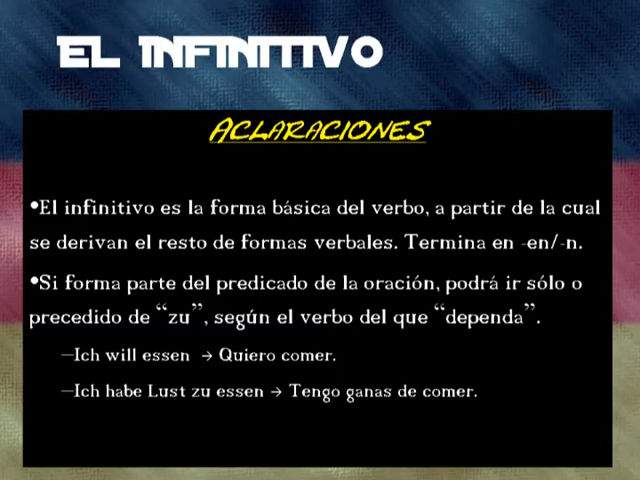 EL INFINITIVO
ACLARACIONES
•El infinitivo es la forma básica del verbo, a partir de la cual
se derivan el resto de formas verbales. Termina en -en/-n.
•Si forma parte del predicado de la oración, podrá ir sólo o
precedido de “zu”, según el verbo del que “dependa”.
–Ich will essen → Quiero comer.
–Ich habe Lust zu essen → Tengo ganas de comer.